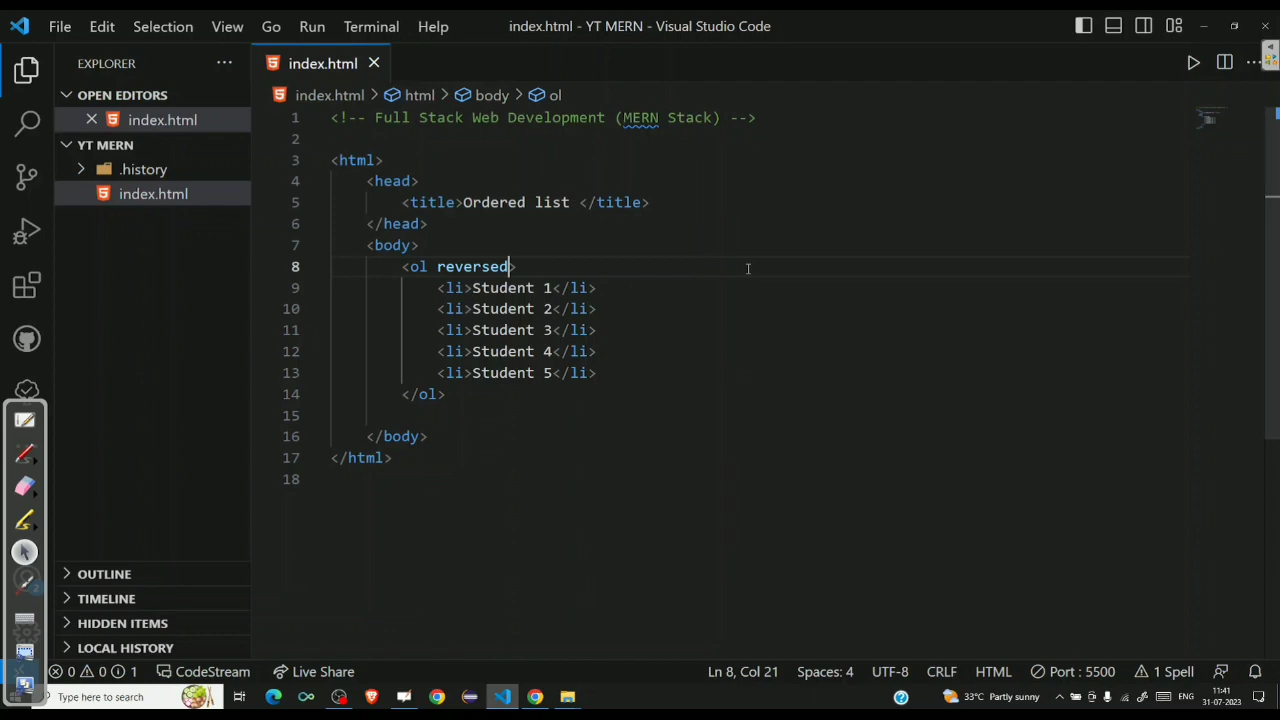 File Edit Selection View Go Run Terminal Help index.html - YT MERN - Visual Studio Code
EXPLORER
index.html
OPEN EDITORS
index.html > html > body > ol
index.html
YT MERN
.history
index.html
1 <!-- Full Stack Web Development (MERN Stack) -->
2
3 <html>
4 <head>
5 <title>Ordered list </title>
6 </head>
7 <body>
8 <ol reversed>
9 <li>Student 1</li>
10 <li>Student 2</li>
11 <li>Student 3</li>
12 <li>Student 4</li>
13 <li>Student 5</li>
14 </ol>
15
16 </body>
17 </html>
18
OUTLINE
TIMELINE
HIDDEN ITEMS
LOCAL HISTORY
0 0 1 CodeStream Live Share Ln 8, Col 21 Spaces: 4 UTF-8 CRLF HTML Port : 5500 1 Spell
Type here to search 33°C Partly sunny ENG 11:41
31-07-2023